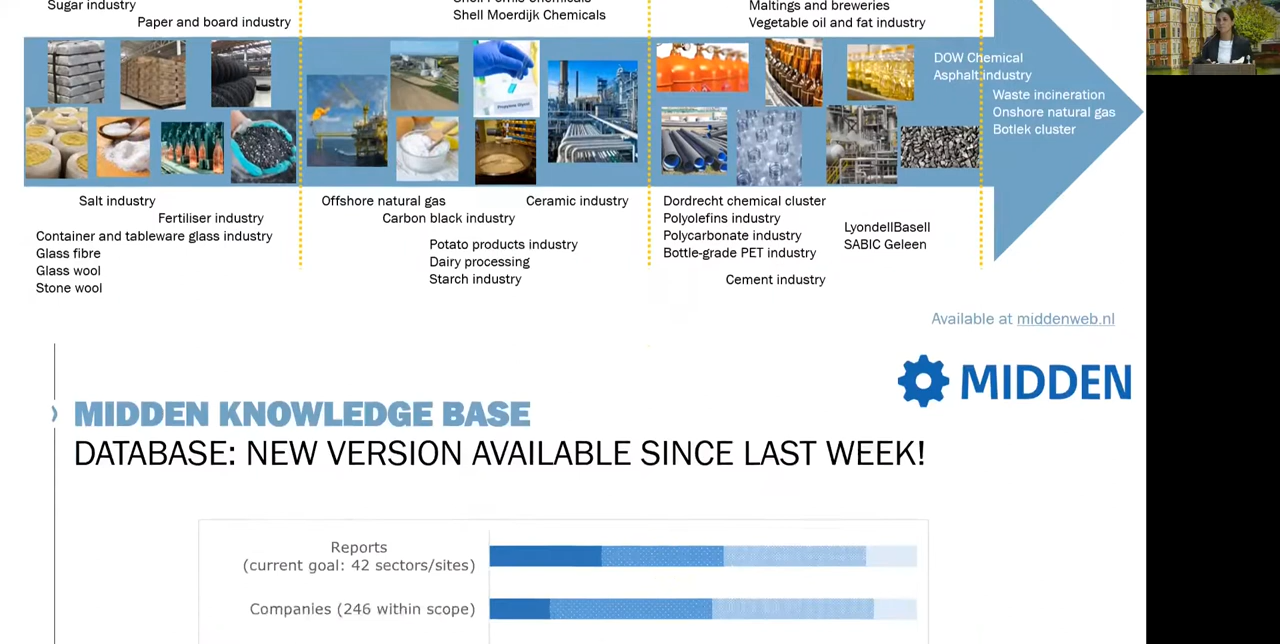 Sugar industry
Paper and board industry
Shell Moerdijk Chemicals
Maltings and breweries
Vegetable oil and fat industry
DOW Chemical
Asphalt industry
Waste incineration
Onshore natural gas
Botlek cluster
Salt industry
Fertiliser industry
Container and tableware glass industry
Glass fibre
Glass wool
Stone wool
Offshore natural gas
Carbon black industry
Ceramic industry
Potato products industry
Dairy processing
Starch industry
Dordrecht chemical cluster
Polyolefins industry
Polycarbonate industry
Bottle-grade PET industry
Cement industry
LyondellBasell
SABIC Geleen
Available at middenweb.nl
MIDDEN
MIDDEN KNOWLEDGE BASE
DATABASE: NEW VERSION AVAILABLE SINCE LAST WEEK!
Reports
(current goal: 42 sectors/sites)
Companies (246 within scope)